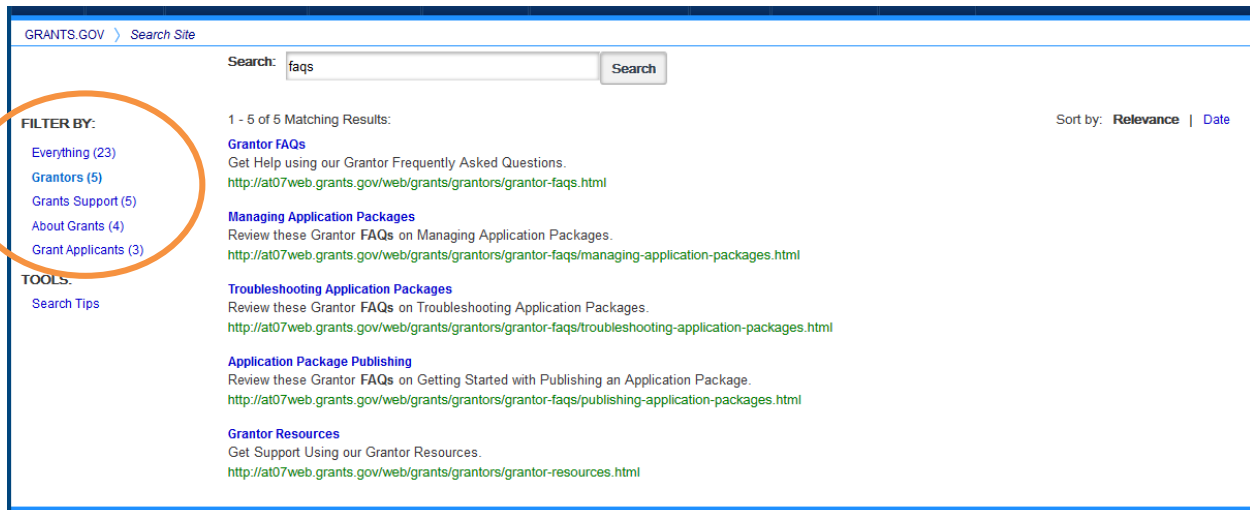 GRANTS.GOV 〉 Search Site
Search: faqs Search
FILTER BY:
Everything (23)
Grantors (5)
Grants Support (5)
About Grants (4)
Grant Applicants (3)
TOOLS:
Search Tips
1 - 5 of 5 Matching Results:
Sort by: Relevance | Date
Grantor FAQs
Get Help using our Grantor Frequently Asked Questions.
http://at07web.grants.gov/web/grants/grantors/grantor-faqs.html
Managing Application Packages
Review these Grantor FAQs on Managing Application Packages.
http://at07web.grants.gov/web/grants/grantors/grantor-faqs/managing-application-packages.html
Troubleshooting Application Packages
Review these Grantor FAQs on Troubleshooting Application Packages.
http://at07web.grants.gov/web/grants/grantors/grantor-faqs/troubleshooting-application-packages.html
Application Package Publishing
Review these Grantor FAQs on Getting Started with Publishing an Application Package.
http://at07web.grants.gov/web/grants/grantors/grantor-faqs/publishing-application-packages.html
Grantor Resources
Get Support Using our Grantor Resources.
http://at07web.grants.gov/web/grants/grantors/grantor-resources.html